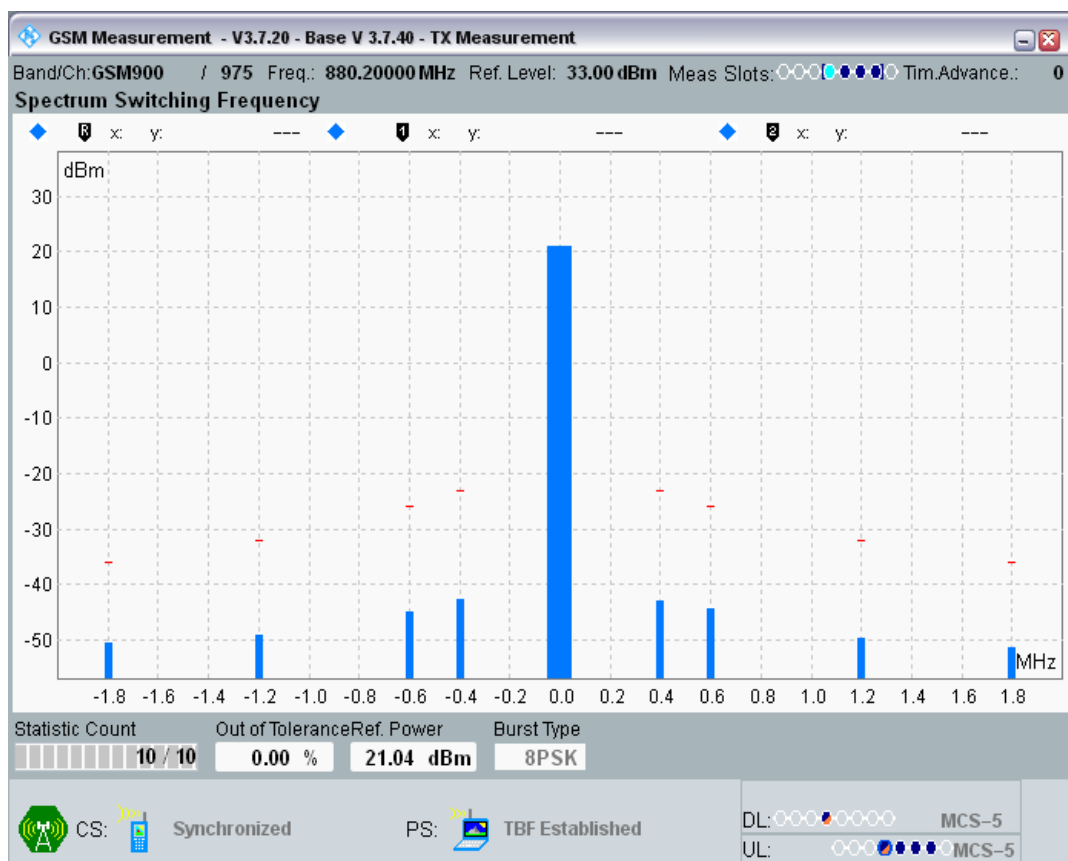 GSM Measurement - V3.7.20 - Base V 3.7.40 - TX Measurement
Band/Ch:GSM900 / 975 Freq.: 880.20000 MHz Ref. Level: 33.00 dBm Meas Slots: Tim.Advance.: 0
Spectrum Switching Frequency
R x: y: --- 1 x: y: --- 2 x: y: ---
dBm
30
20
10
0
-10
-20
-30
-40
-50
MHz
-1.8 -1.6 -1.4 -1.2 -1.0 -0.8 -0.6 -0.4 -0.2 0.0 0.2 0.4 0.6 0.8 1.0 1.2 1.4 1.6 1.8
Statistic Count Out of Tolerance Ref. Power Burst Type
10 / 10 0.00 % 21.04 dBm 8PSK
CS: Synchronized PS: TBF Established
DL: MCS-5
UL: MCS-5